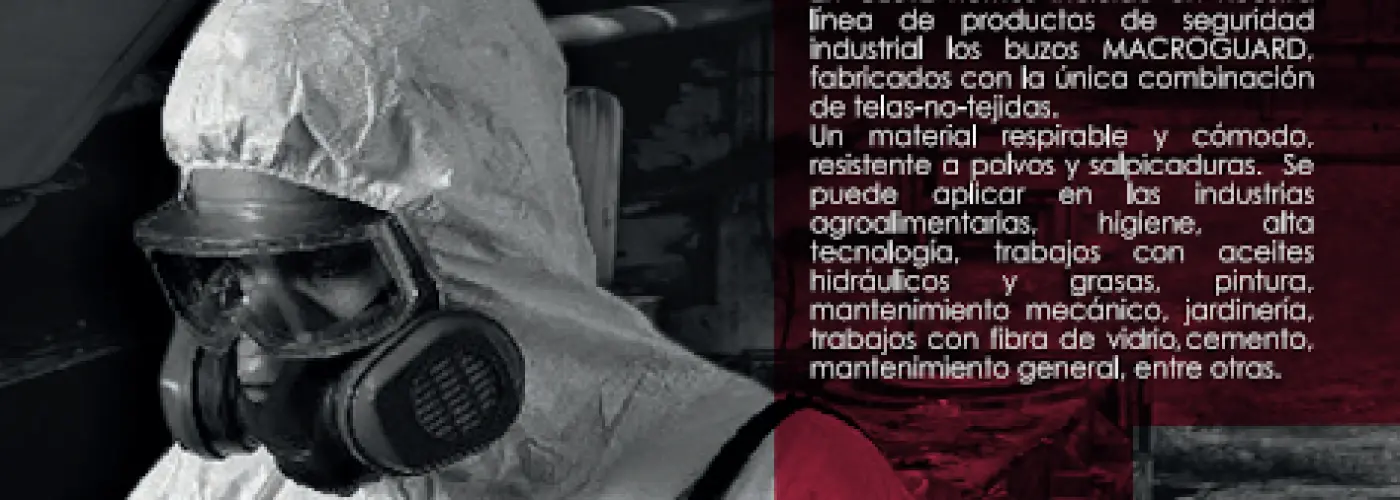 línea de productos de seguridad
industrial los buzos MACROGUARD,
fabricados con la única combinación
de telas-no-tejidas.
Un material respirable y cómodo,
resistente a polvos y salpicaduras. Se
puede aplicar en las industrias
agroalimentarias, higiene, alta
tecnología, trabajos con aceites
hidráulicos y grasas, pintura,
mantenimiento mecánico, jardinería,
trabajos con fibra de vidrio,cemento,
mantenimiento general, entre otras.